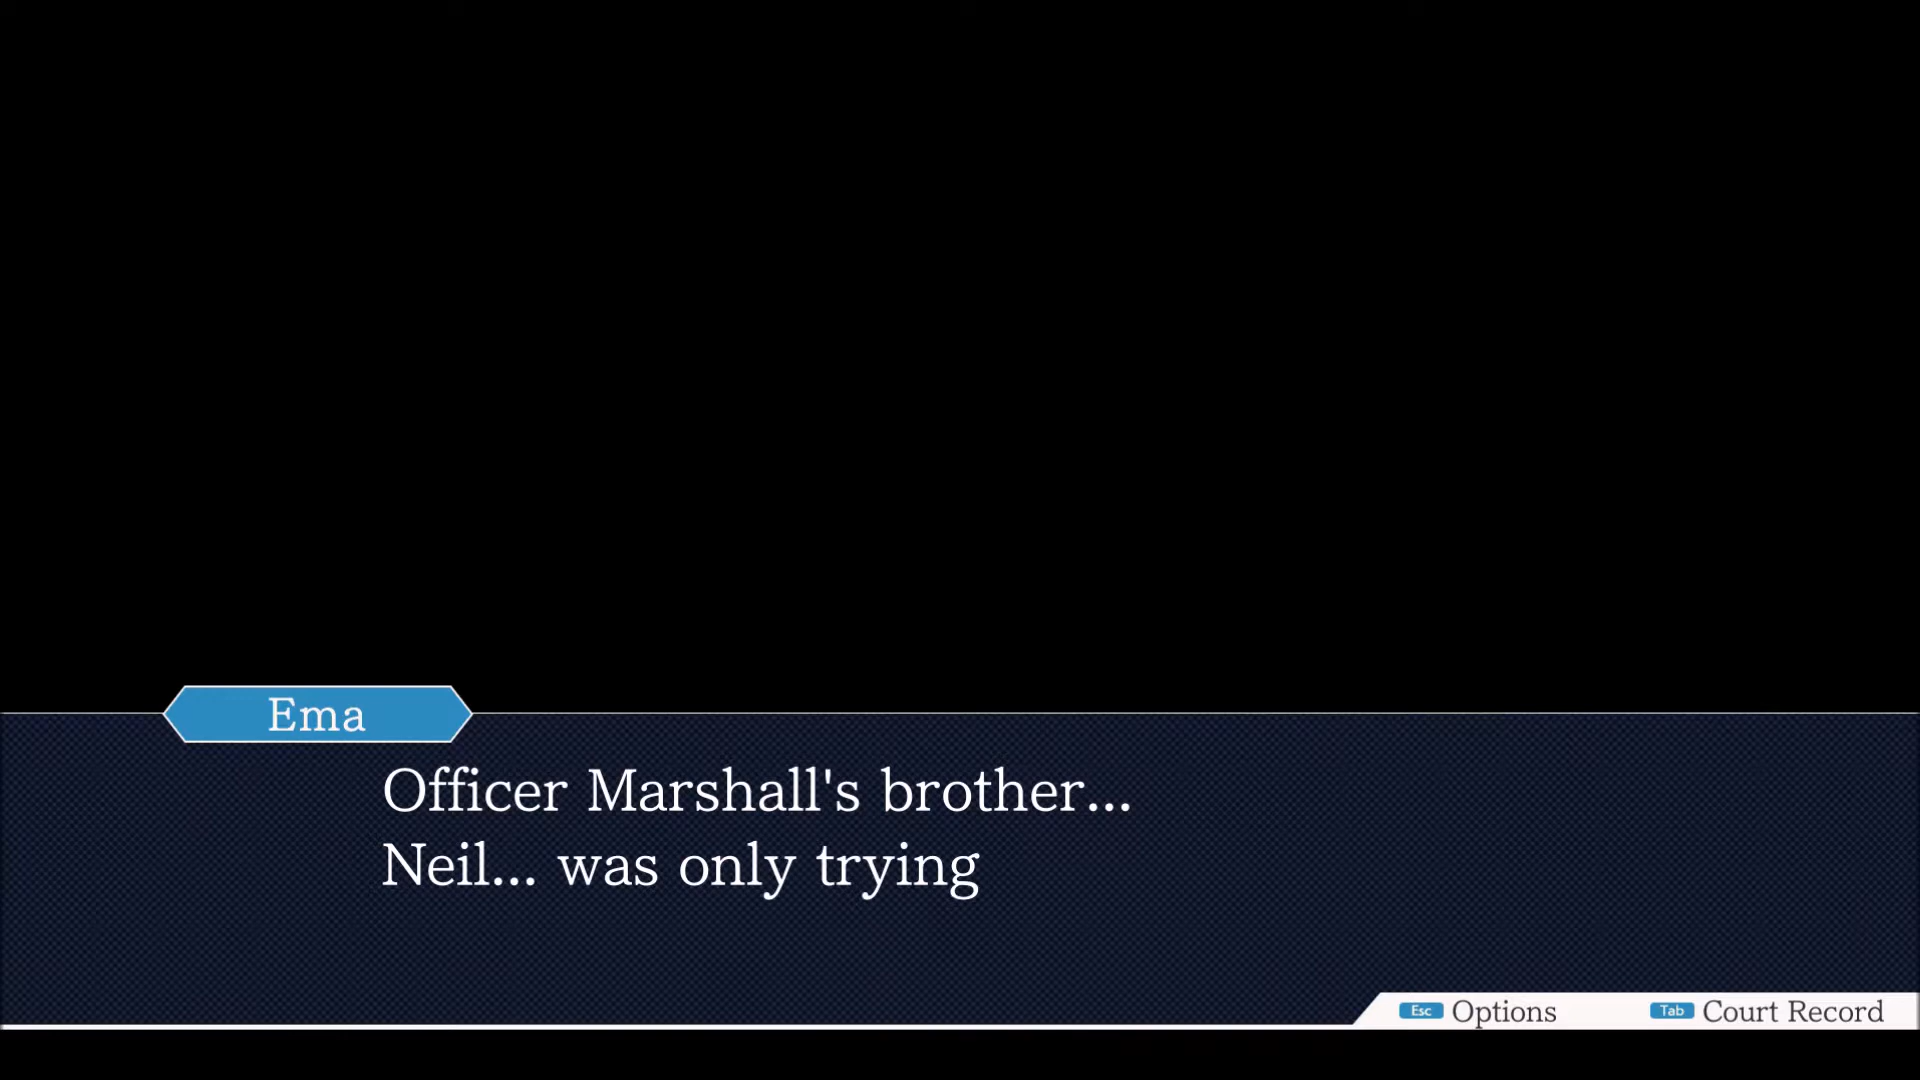 Ema
Officer Marshall's brother...
Neil... was only trying
Esc Options Tab Court Record